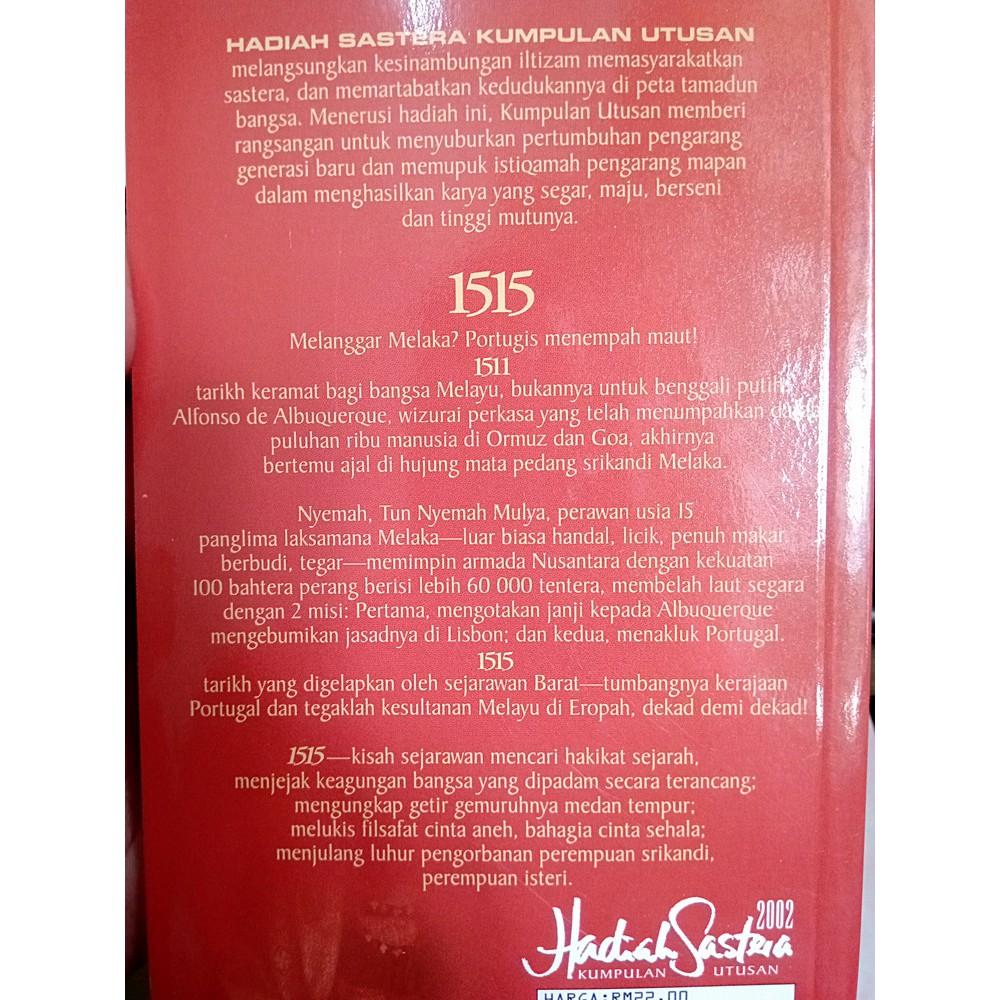 HADIAH SASTERA KUMPULAN UTUSAN
melangsungkan kesinambungan iltizam memasyarakatkan
sastera, dan memartabatkan kedudukannya di peta tamadun
bangsa. Menerusi hadiah ini, Kumpulan Utusan memberi
rangsangan untuk menyuburkan pertumbuhan pengarang
generasi baru dan memupuk istiqamah pengarang mapan
dalam menghasilkan karya yang segar, maju, berseni
dan tinggi mutunya.
1515
Melanggar Melaka? Portugis menempah maut!
1511
tarikh keramat bagi bangsa Melayu, bukannya untuk benggali putih.
Alfonso de Albuquerque, wizurai perkasa yang telah menumpahkan
puluhan ribu manusia di Ormuz dan Goa, akhirnya
bertemu ajal di hujung mata pedang srikandi Melaka.
Nyemah, Tun Nyemah Mulya, perawan usia 15
panglima laksamana Melaka—luar biasa handal, licik, penuh makar,
berbudi, tegar—memimpin armada Nusantara dengan kekuatan
100 bahtera perang berisi lebih 60 000 tentera, membelah laut segara
dengan 2 misi: Pertama, mengotakan janji kepada Albuquerque
mengebumikan jasadnya di Lisbon; dan kedua, menakluk Portugal.
1515
tarikh yang digelapkan oleh sejarawan Barat—tumbangnya kerajaan
Portugal dan tegaklah kesultanan Melayu di Eropah, dekad demi dekad!
1515—kisah sejarawan mencari hakikat sejarah,
menjejak keagungan bangsa yang dipadam secara terancang;
mengungkap getir gemuruhnya medan tempur;
melukis filsafat cinta aneh, bahagia cinta sehala;
menjulang luhur pengorbanan perempuan srikandi,
perempuan isteri.
2002
Hadiah Sastera
KUMPULAN UTUSAN
HARGA:RM22.00